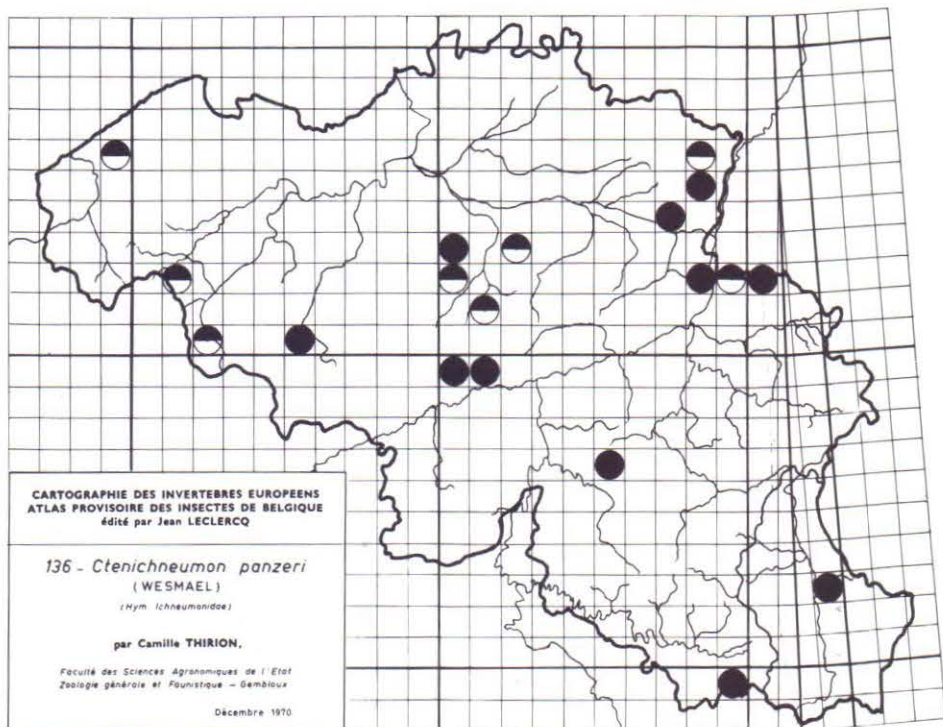 CARTOGRAPHIE DES INVERTEBRES EUROPEENS
ATLAS PROVISOIRE DES INSECTES DE BELGIQUE
édité par Jean LECLERCQ
136 - Ctenichneumon panzeri
(WESMAEL)
(Hym. Ichneumonidae)
par Camille THIRION,
Faculté des Sciences Agronomiques de l'Etat
Zoologie générale et Faunistique - Gembloux
Décembre 1970